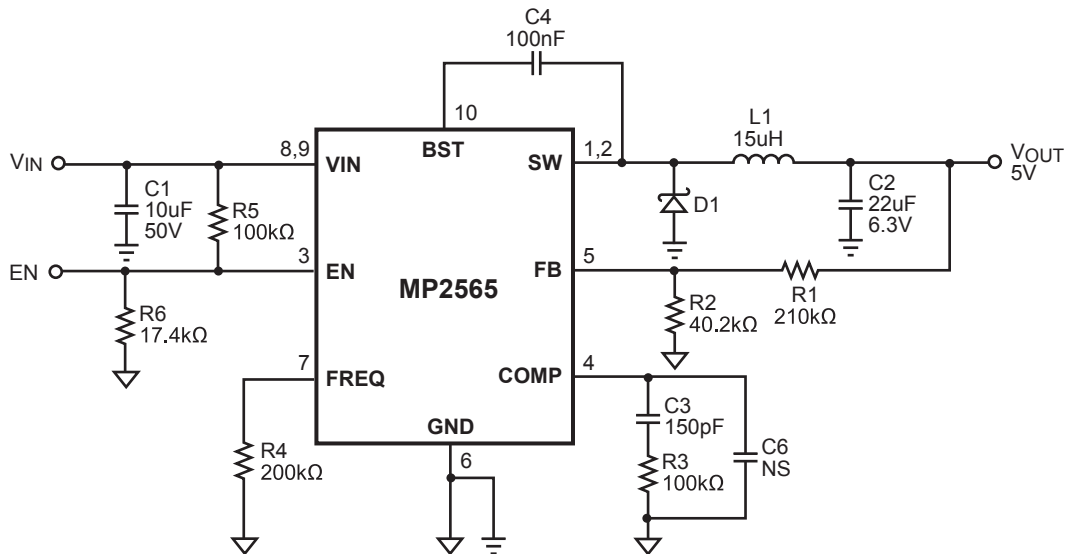 C4
100nF
10
BST
VIN
8,9
VIN
C1
10uF
50V
R5
100kΩ
1,2
SW
L1
15uH
D1
C2
22uF
6.3V
VOUT
5V
EN
3
EN
MP2565
5
FB
R1
210kΩ
R2
40.2kΩ
R6
17.4kΩ
7
FREQ
4
COMP
C3
150pF
R3
100kΩ
C6
NS
GND
6
R4
200kΩ